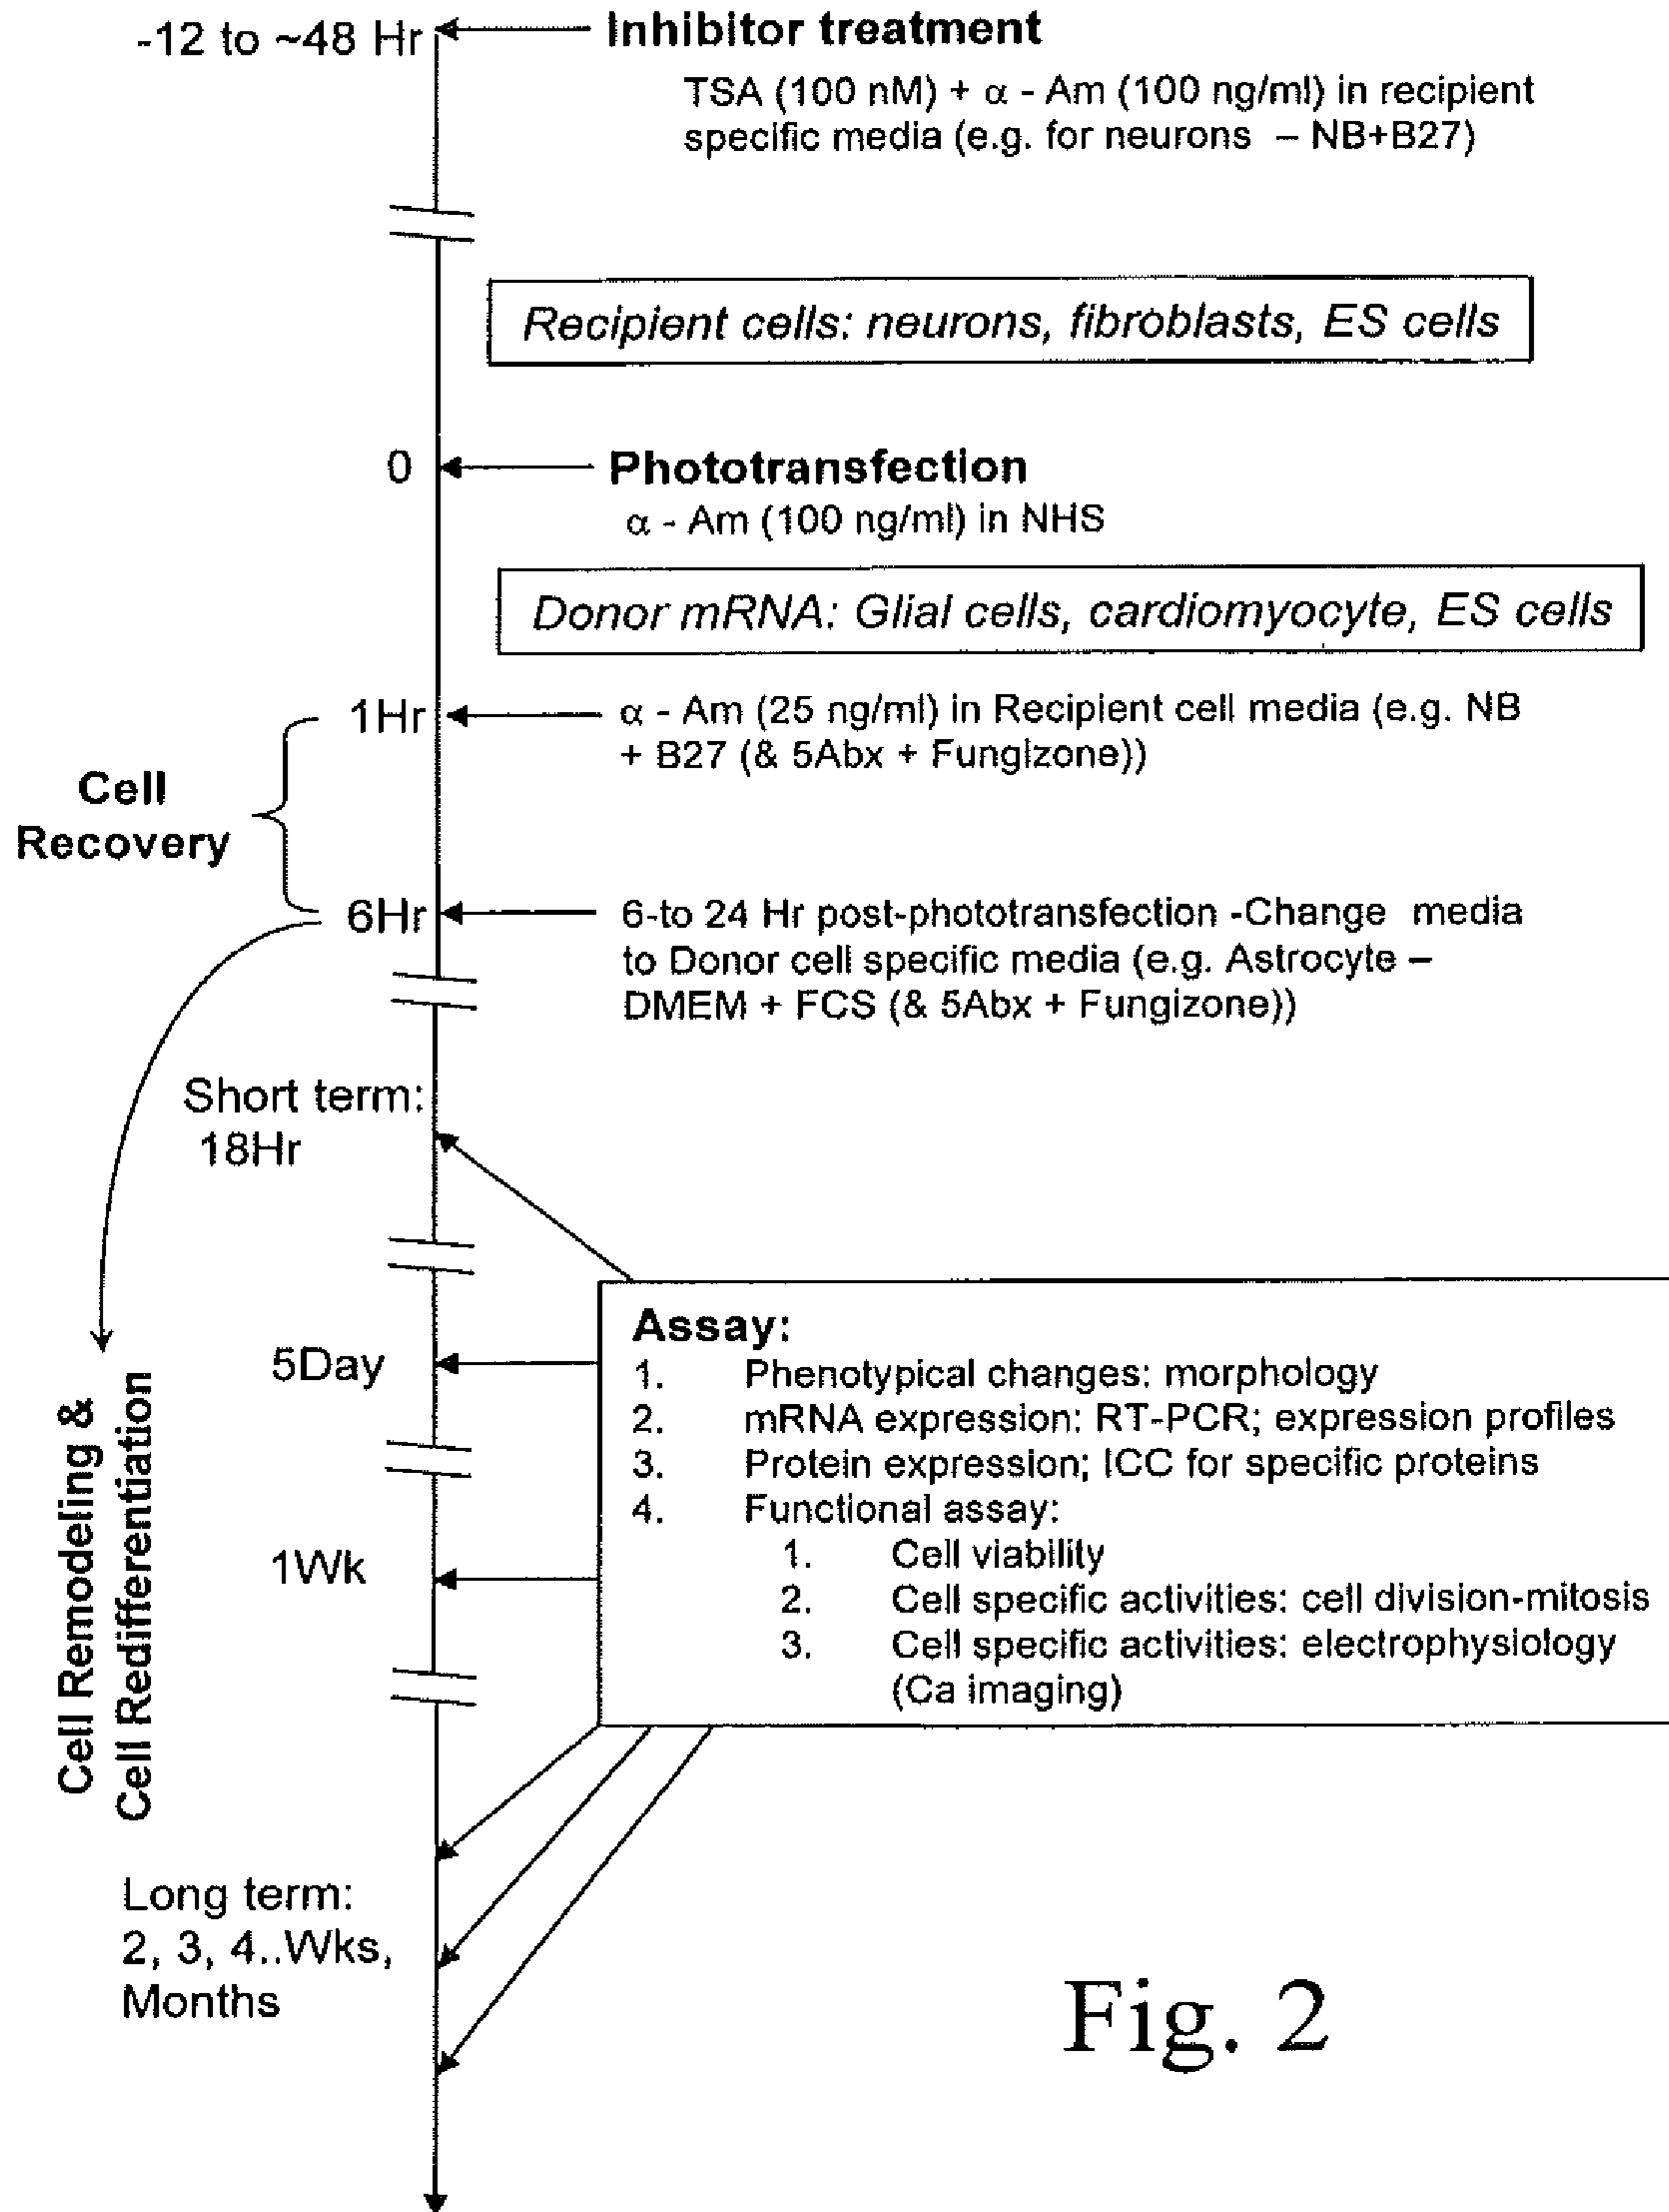 -12 to ~48 Hr
Inhibitor treatment
TSA (100 nM) + α - Am (100 ng/ml) in recipient
specific media (e.g. for neurons – NB+B27)
Recipient cells: neurons, fibroblasts, ES cells
0
Phototransfection
α - Am (100 ng/ml) in NHS
Donor mRNA: Glial cells, cardiomyocyte, ES cells
1Hr
α - Am (25 ng/ml) in Recipient cell media (e.g. NB
+ B27 (& 5Abx + Fungizone))
Cell
Recovery
6Hr
6-to 24 Hr post-phototransfection -Change media
to Donor cell specific media (e.g. Astrocyte –
DMEM + FCS (& 5Abx + Fungizone))
Short term:
18Hr
5Day
1Wk
Cell Remodeling &
Cell Redifferentiation
Assay:
1. Phenotypical changes: morphology
2. mRNA expression: RT-PCR; expression profiles
3. Protein expression; ICC for specific proteins
4. Functional assay:
1. Cell viability
2. Cell specific activities: cell division-mitosis
3. Cell specific activities: electrophysiology
(Ca imaging)
Long term:
2, 3, 4..Wks,
Months
Fig. 2